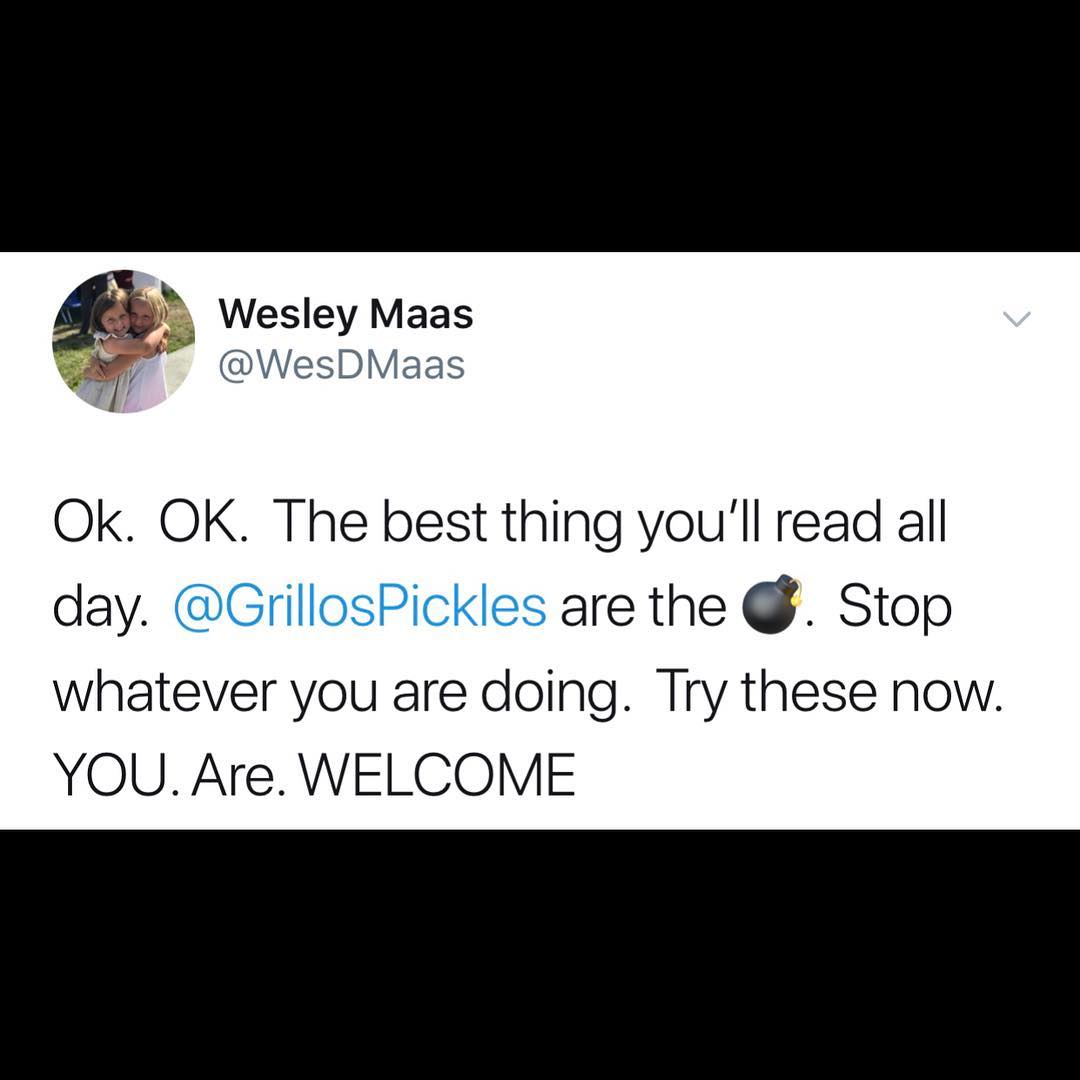 Wesley Maas
@WesDMaas
Ok.  OK.  The best thing you'll read all
day.  @GrillosPickles are the 💣.  Stop
whatever you are doing.  Try these now.
YOU. Are. WELCOME